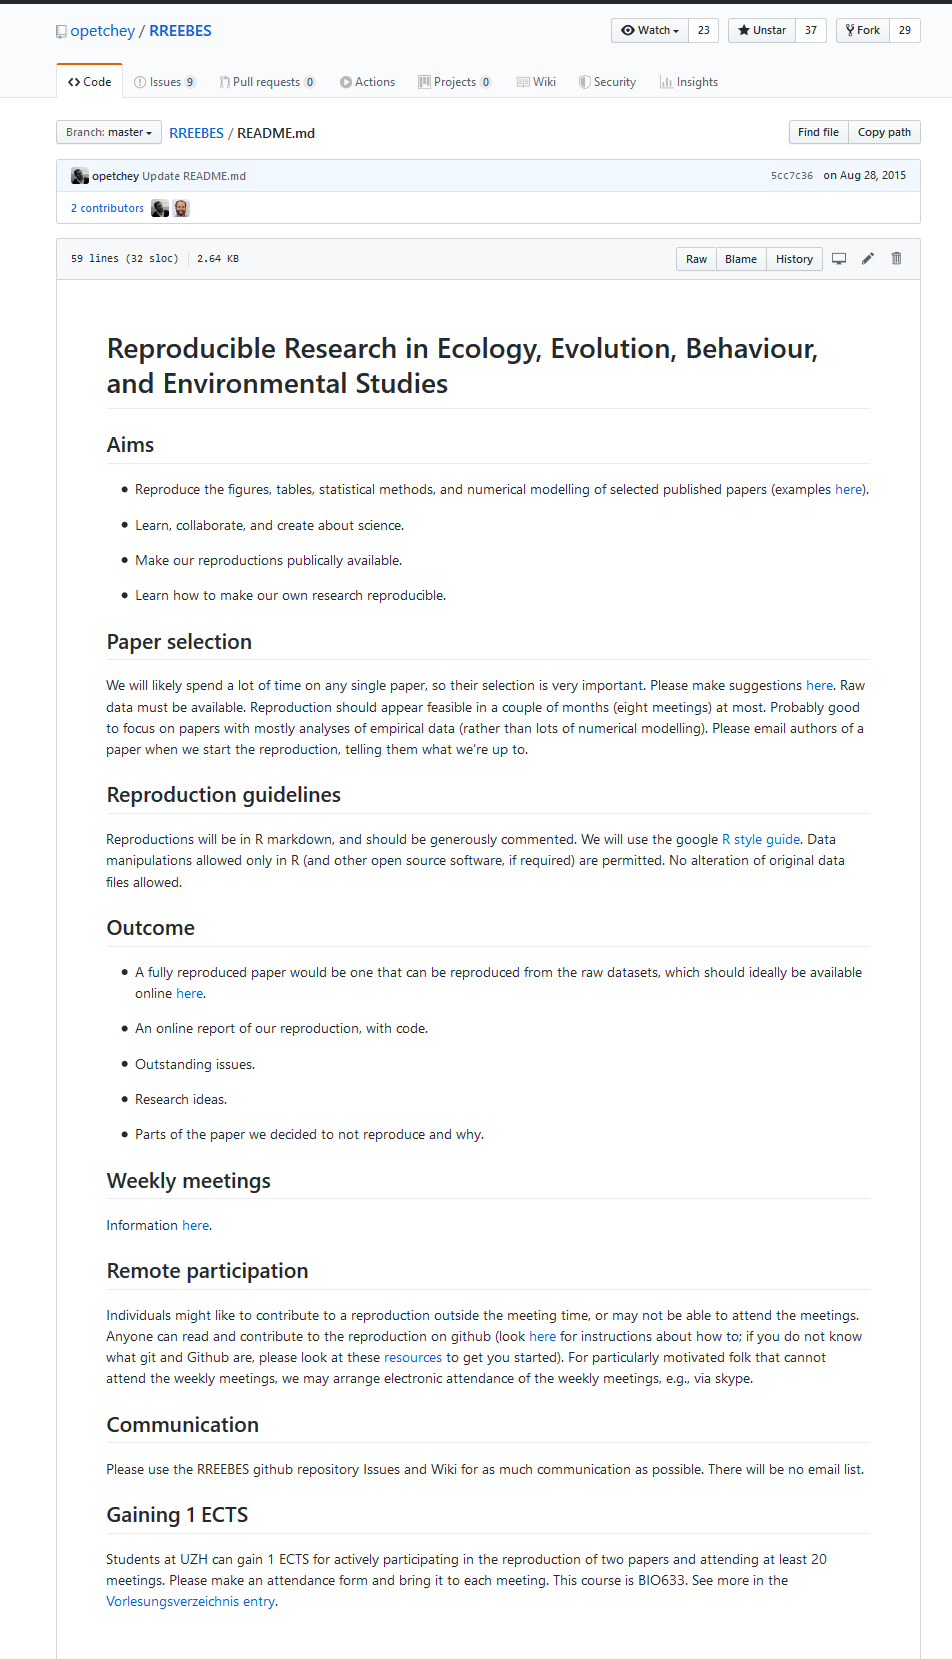 opetchey / RREEBES
Watch 23 Unstar 37 Fork 29
Code Issues 9 Pull requests 0 Actions Projects 0 Wiki Security Insights
Branch: master RREEBES / README.md Find file Copy path
opetchey Update README.md 5cc7c36 on Aug 28, 2015
2 contributors
59 lines (32 sloc) 2.64 KB Raw Blame History
Reproducible Research in Ecology, Evolution, Behaviour,
and Environmental Studies
Aims
• Reproduce the figures, tables, statistical methods, and numerical modelling of selected published papers (examples here).
• Learn, collaborate, and create about science.
• Make our reproductions publically available.
• Learn how to make our own research reproducible.
Paper selection
We will likely spend a lot of time on any single paper, so their selection is very important. Please make suggestions here. Raw
data must be available. Reproduction should appear feasible in a couple of months (eight meetings) at most. Probably good
to focus on papers with mostly analyses of empirical data (rather than lots of numerical modelling). Please email authors of a
paper when we start the reproduction, telling them what we're up to.
Reproduction guidelines
Reproductions will be in R markdown, and should be generously commented. We will use the google R style guide. Data
manipulations allowed only in R (and other open source software, if required) are permitted. No alteration of original data
files allowed.
Outcome
• A fully reproduced paper would be one that can be reproduced from the raw datasets, which should ideally be available
online here.
• An online report of our reproduction, with code.
• Outstanding issues.
• Research ideas.
• Parts of the paper we decided to not reproduce and why.
Weekly meetings
Information here.
Remote participation
Individuals might like to contribute to a reproduction outside the meeting time, or may not be able to attend the meetings.
Anyone can read and contribute to the reproduction on github (look here for instructions about how to; if you do not know
what git and Github are, please look at these resources to get you started). For particularly motivated folk that cannot
attend the weekly meetings, we may arrange electronic attendance of the weekly meetings, e.g., via skype.
Communication
Please use the RREEBES github repository Issues and Wiki for as much communication as possible. There will be no email list.
Gaining 1 ECTS
Students at UZH can gain 1 ECTS for actively participating in the reproduction of two papers and attending at least 20
meetings. Please make an attendance form and bring it to each meeting. This course is BIO633. See more in the
Vorlesungsverzeichnis entry.